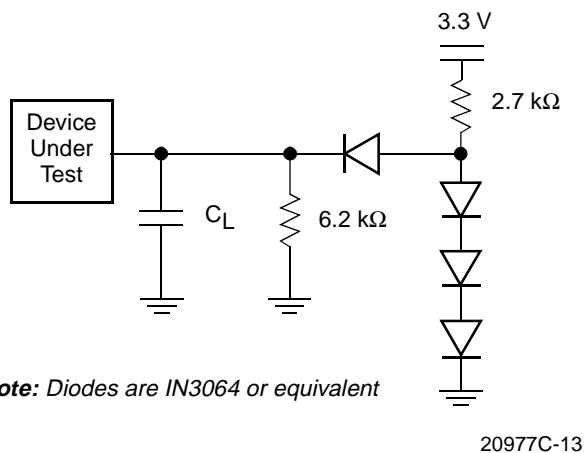 3.3 V
2.7 kΩ
Device
Under
Test
CL
6.2 kΩ
ote: Diodes are IN3064 or equivalent
20977C-13